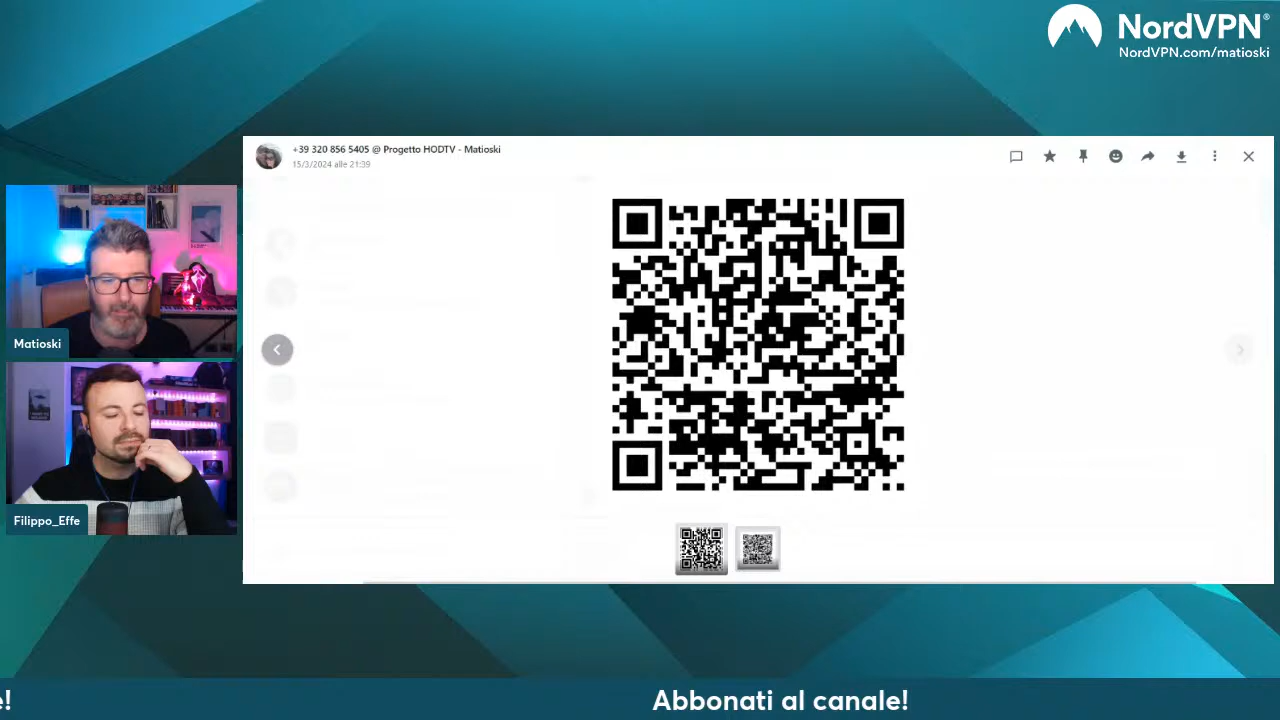 NordVPN®
NordVPN.com/matioski
+39 320 856 5405 @ Progetto HODTV - Matioski
15/3/2024 alle 21:39
Matioski
Filippo_Effe
e!
Abbonati al canale!